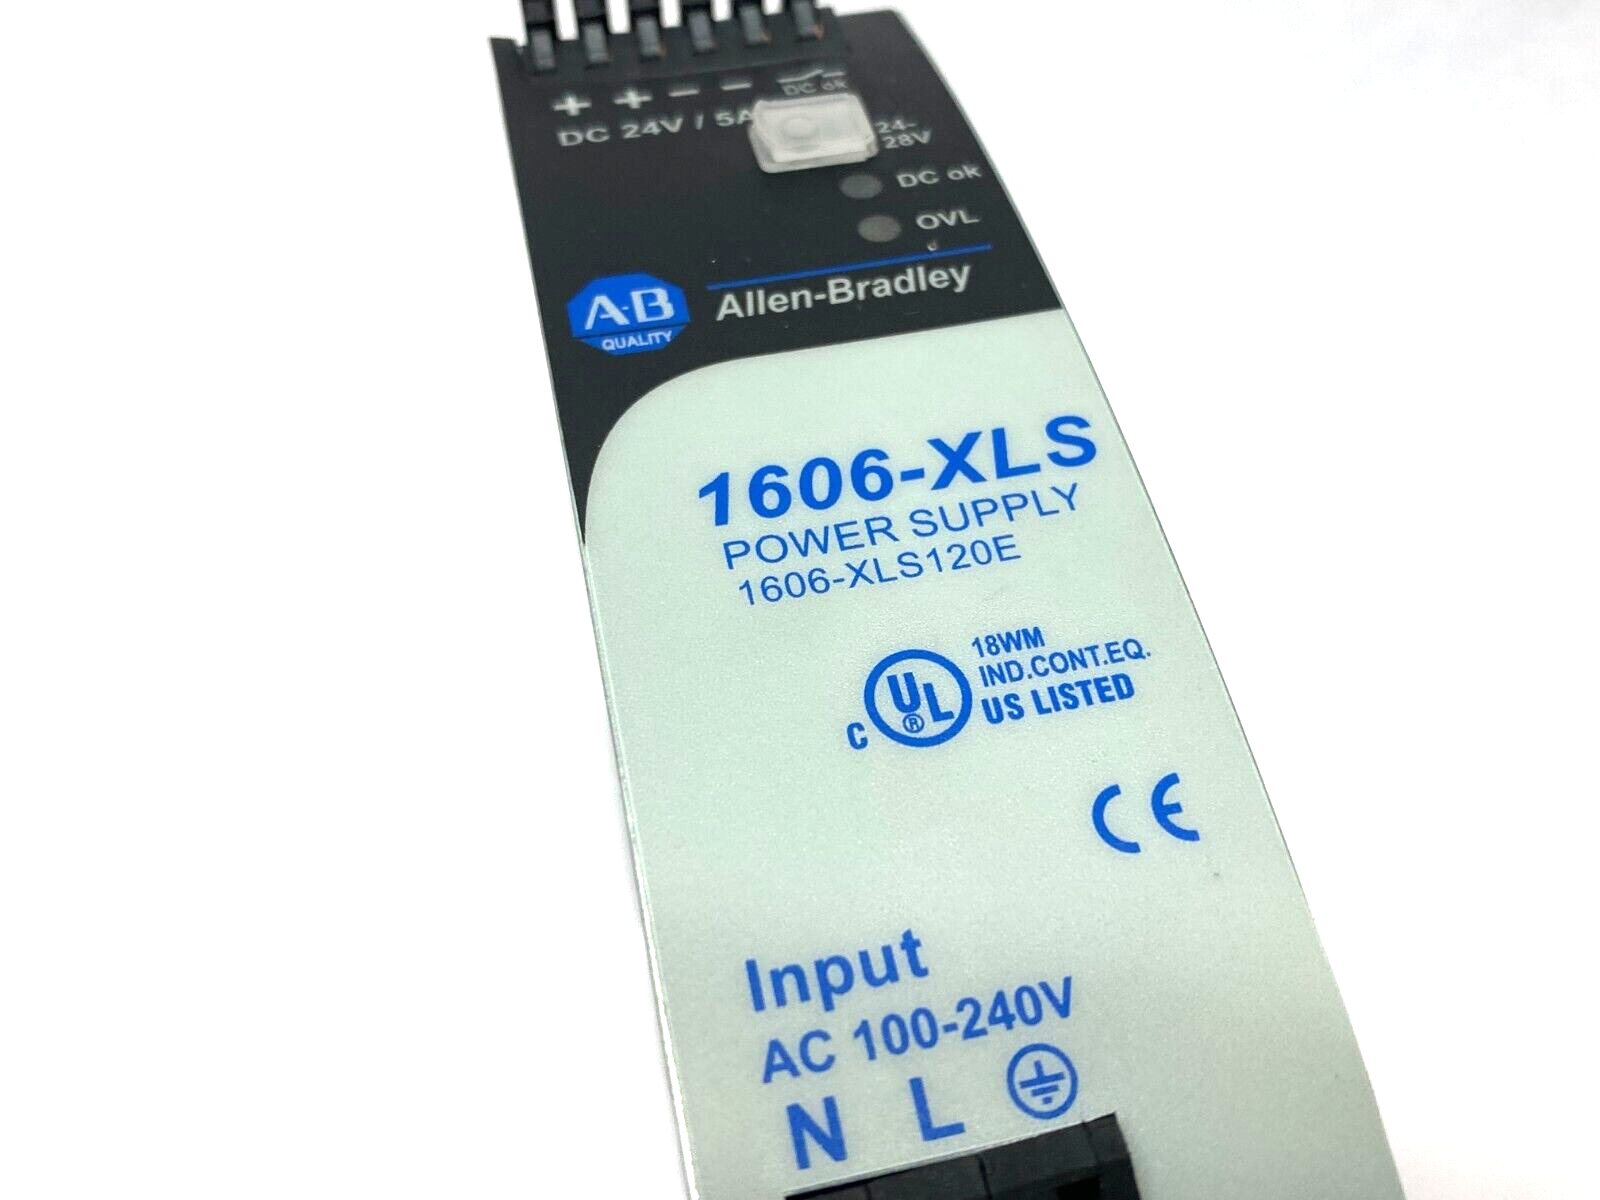 + + − −
DC ok
DC 24V / 5A
24-
28V
DC ok
OVL
A-B
QUALITY
Allen-Bradley
1606-XLS
POWER SUPPLY
1606-XLS120E
C UL ®
18WM
IND.CONT.EQ.
US LISTED
CE
Input
AC 100-240V
N L